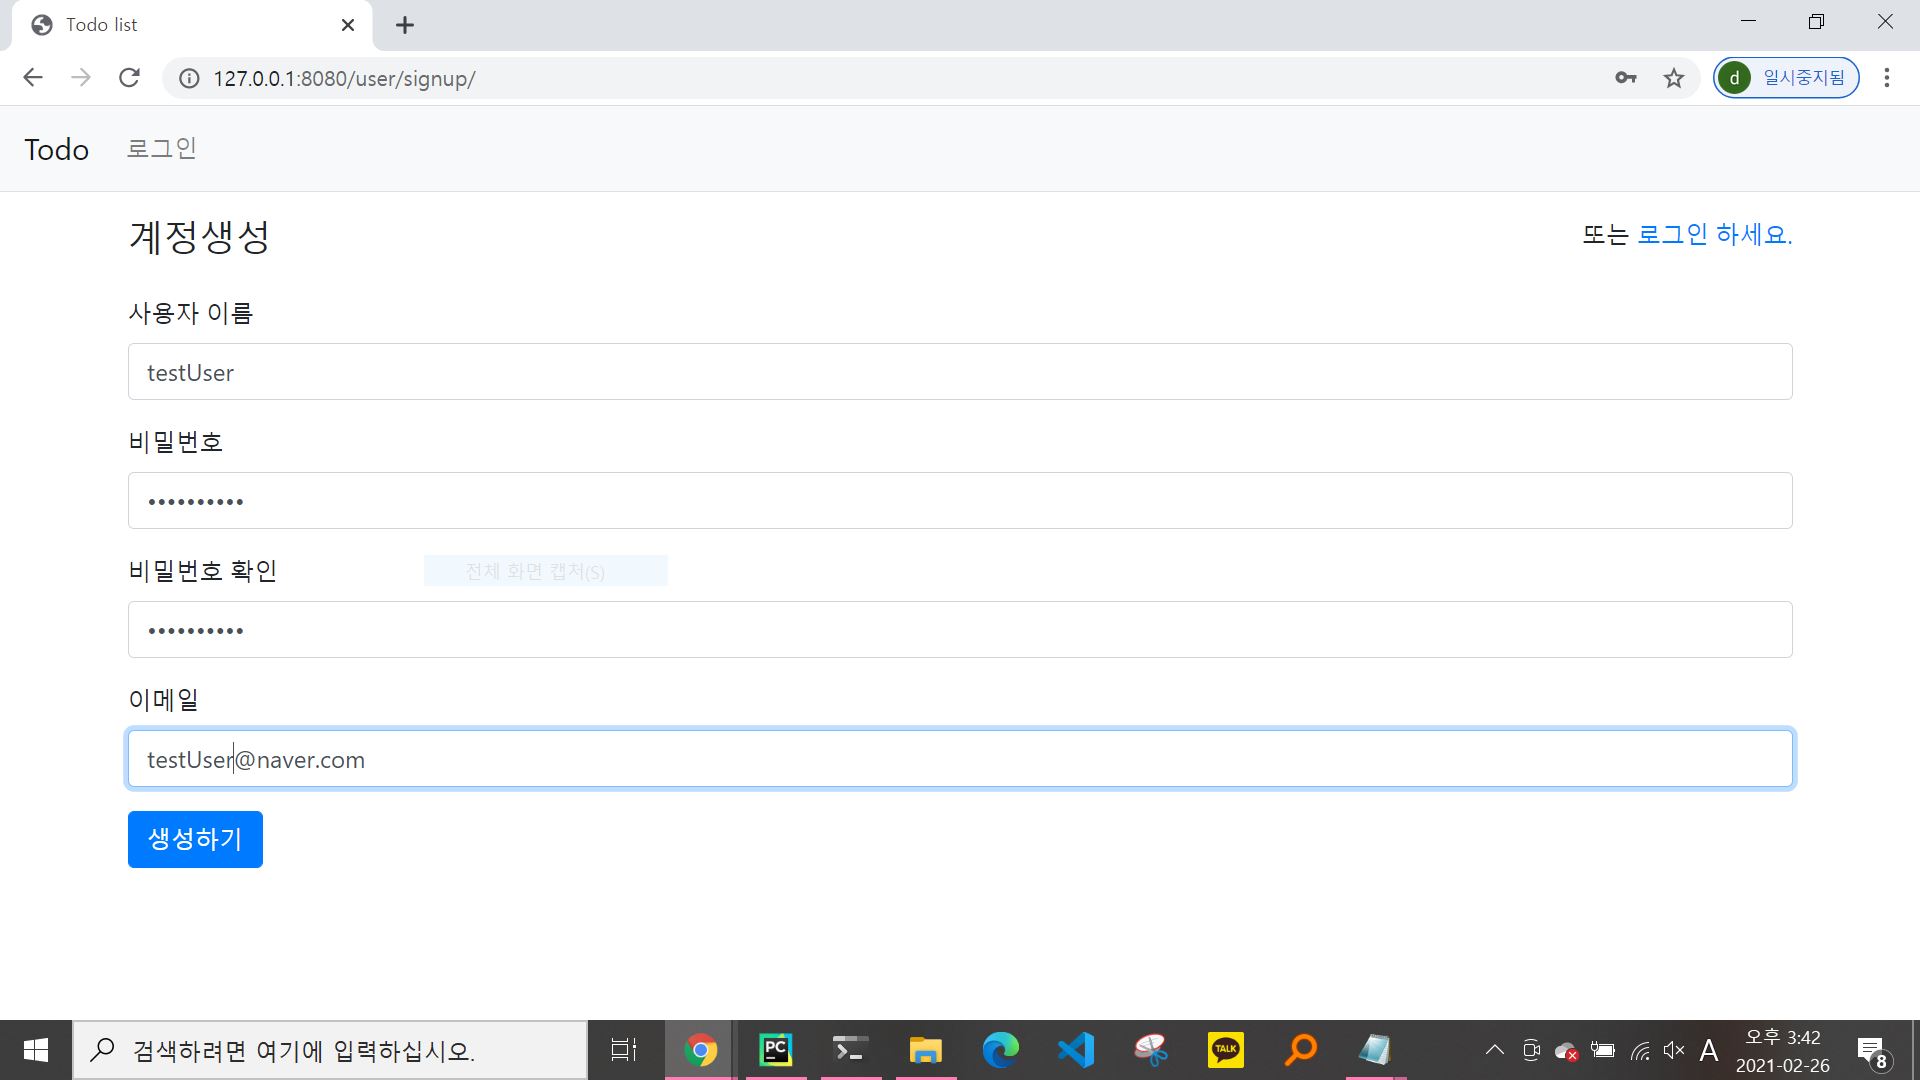 Todo list
127.0.0.1:8080/user/signup/
d 일시중지됨
Todo 로그인
계정생성
또는 로그인 하세요.
사용자 이름
testUser
비밀번호
••••••••••
비밀번호 확인
전체 화면 캡처(S)
••••••••••
이메일
testUser@naver.com
생성하기
검색하려면 여기에 입력하십시오.
PC
TALK
A
오후 3:42
2021-02-26
8